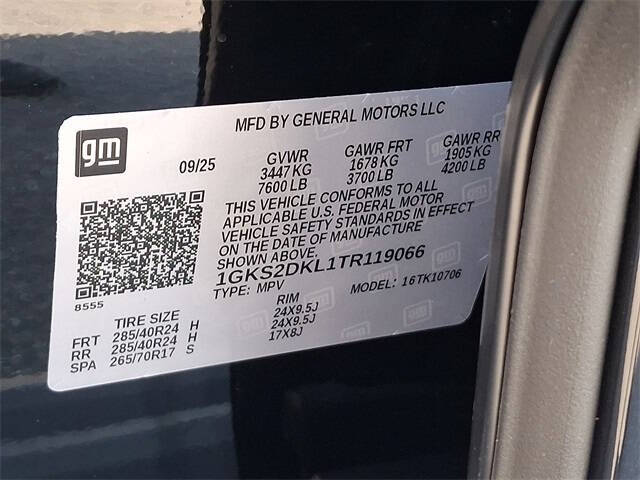 MFD BY GENERAL MOTORS LLC
gm
09/25 GVWR GAWR FRT GAWR RR
3447 KG 1678 KG 1905 KG
7600 LB 3700 LB 4200 LB
THIS VEHICLE CONFORMS TO ALL
APPLICABLE U.S. FEDERAL MOTOR
VEHICLE SAFETY STANDARDS IN EFFECT
ON THE DATE OF MANUFACTURE
SHOWN ABOVE.
1GKS2DKL1TR119066
TYPE: MPV MODEL: 16TK10706
8555
TIRE SIZE RIM
FRT 285/40R24 H 24X9.5J
RR 285/40R24 H 24X9.5J
SPA 265/70R17 S 17X8J